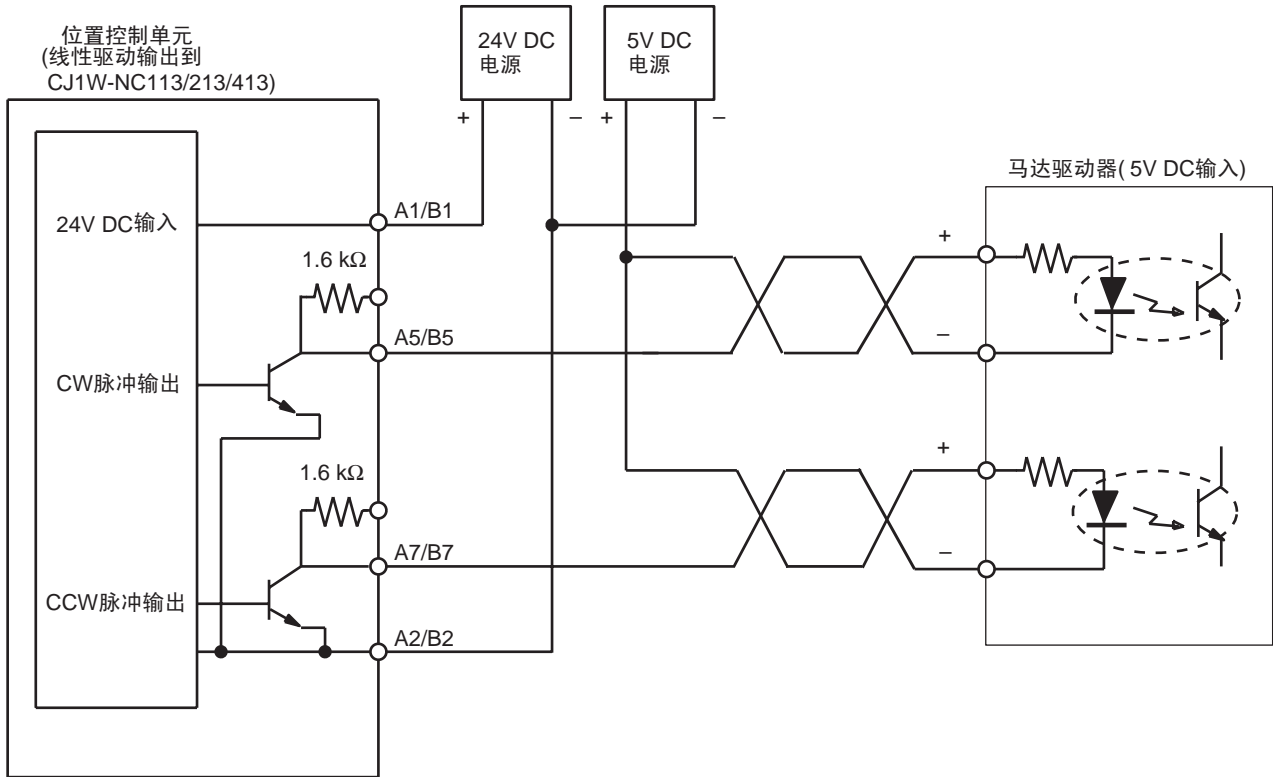 位置控制单元
(线性驱动输出到
CJ1W-NC113/213/413)
24V DC
电源
5V DC
电源
+
–
+
–
马达驱动器( 5V DC输入)
24V DC输入
A1/B1
1.6 kΩ
A5/B5
CW脉冲输出
+
–
1.6 kΩ
A7/B7
CCW脉冲输出
A2/B2
+
–